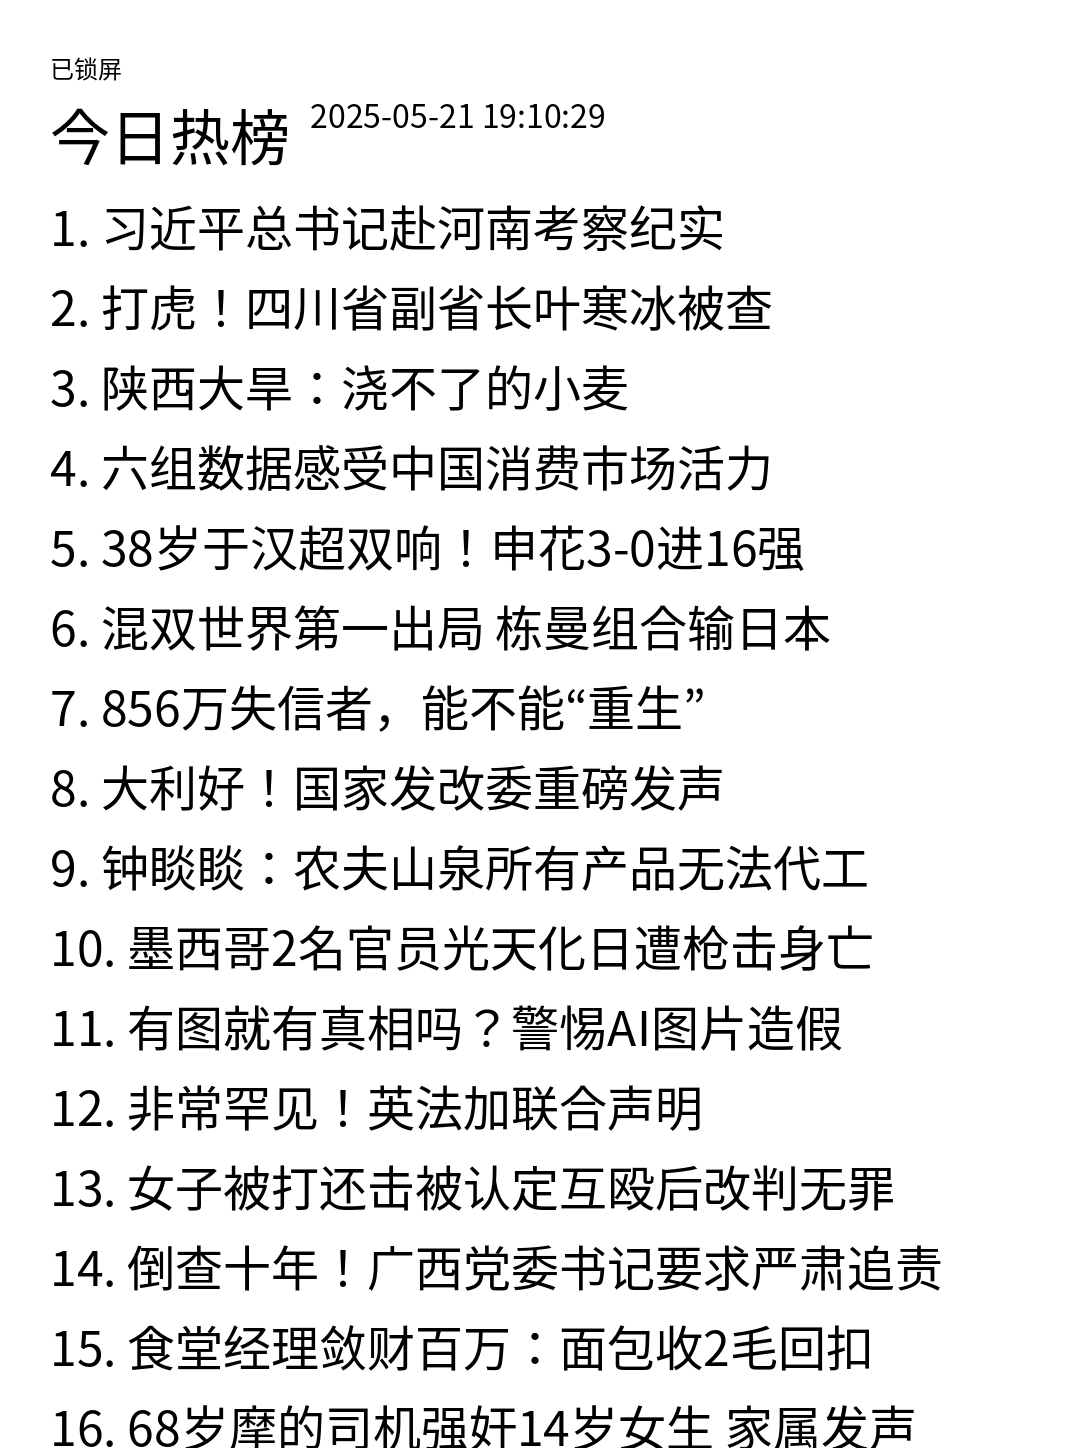 已锁屏
今日热榜 2025-05-21 19:10:29
1. 习近平总书记赴河南考察纪实
2. 打虎！四川省副省长叶寒冰被查
3. 陕西大旱：浇不了的小麦
4. 六组数据感受中国消费市场活力
5. 38岁于汉超双响！申花3-0进16强
6. 混双世界第一出局 栋曼组合输日本
7. 856万失信者，能不能“重生”
8. 大利好！国家发改委重磅发声
9. 钟睒睒：农夫山泉所有产品无法代工
10. 墨西哥2名官员光天化日遭枪击身亡
11. 有图就有真相吗？警惕AI图片造假
12. 非常罕见！英法加联合声明
13. 女子被打还击被认定互殴后改判无罪
14. 倒查十年！广西党委书记要求严肃追责
15. 食堂经理敛财百万：面包收2毛回扣
16. 68岁摩的司机强奸14岁女生 家属发声